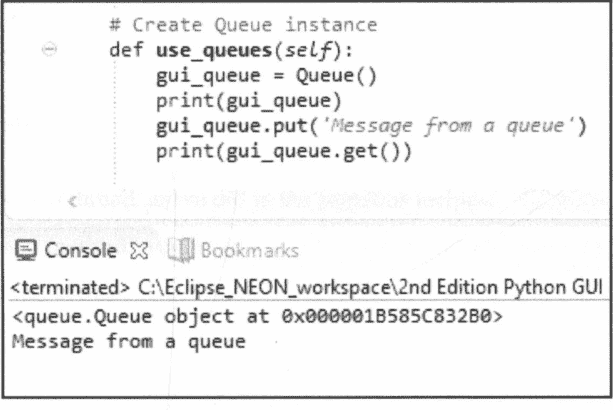 # Create Queue instance
def use_queues(self):
gui_queue = Queue()
print(gui_queue)
gui_queue.put('Message from a queue')
print(gui_queue.get())
Console
Bookmarks
<terminated> C:\Eclipse_NEON_workspace\2nd Edition Python GUI
<queue.Queue object at 0x000001B585C832B0>
Message from a queue